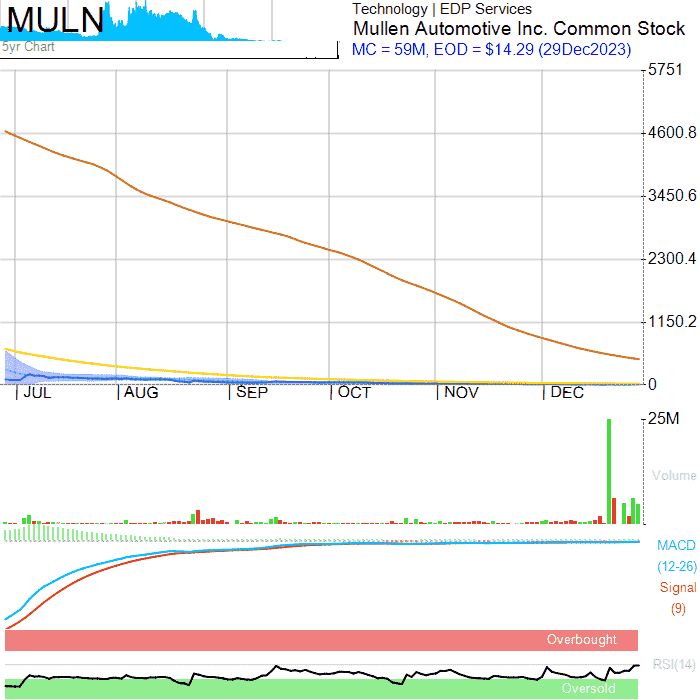 MULN
5yr Chart
Technology | EDP Services
Mullen Automotive Inc. Common Stock
MC = 59M, EOD = $14.29 (29Dec2023)
5751
4600.8
3450.6
2300.4
1150.2
0
JUL AUG SEP OCT NOV DEC
25M
Volume
MACD
(12-26)
Signal
(9)
Overbought
RSI(14)
Oversold